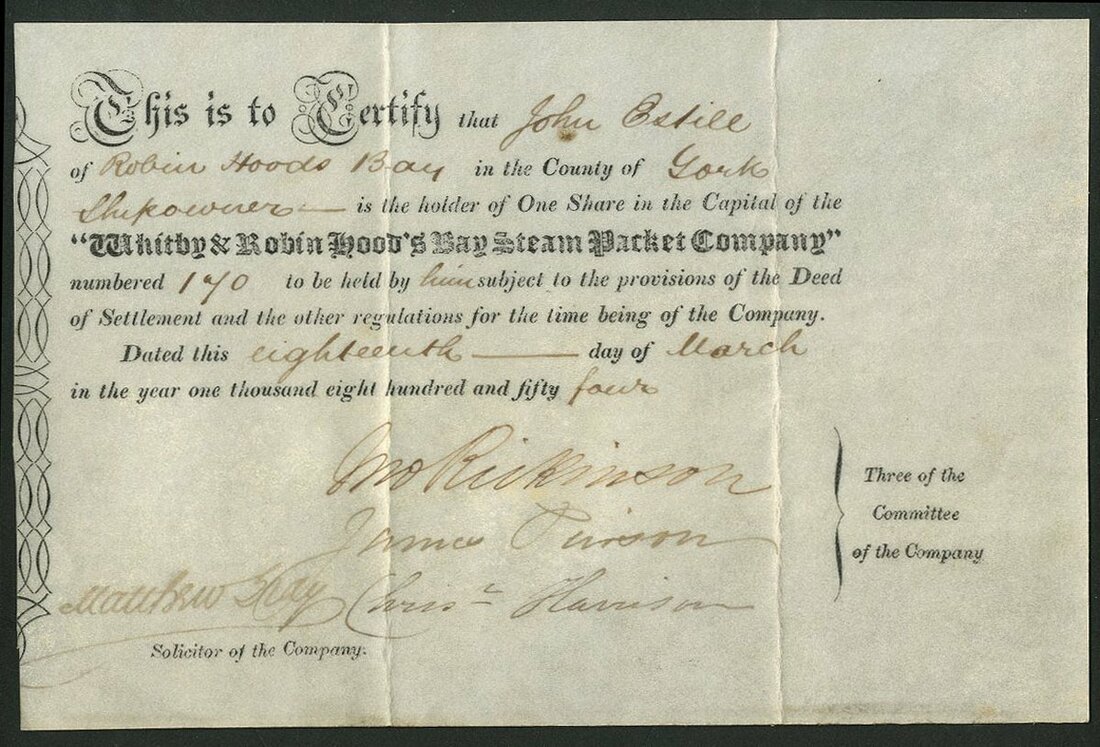 This is to Certify that John Estill
of Robin Hoods Bay in the County of York
Shipowner is the holder of One Share in the Capital of the
"Whitby & Robin Hood's Bay Steam Packet Company"
numbered 170 to be held by him subject to the provisions of the Deed
of Settlement and the other regulations for the time being of the Company.
Dated this eighteenth day of March
in the year one thousand eight hundred and fifty four
Jno Rickinson
James
Chrisr Harrison
Three of the
Committee
of the Company
Matthew
Solicitor of the Company.